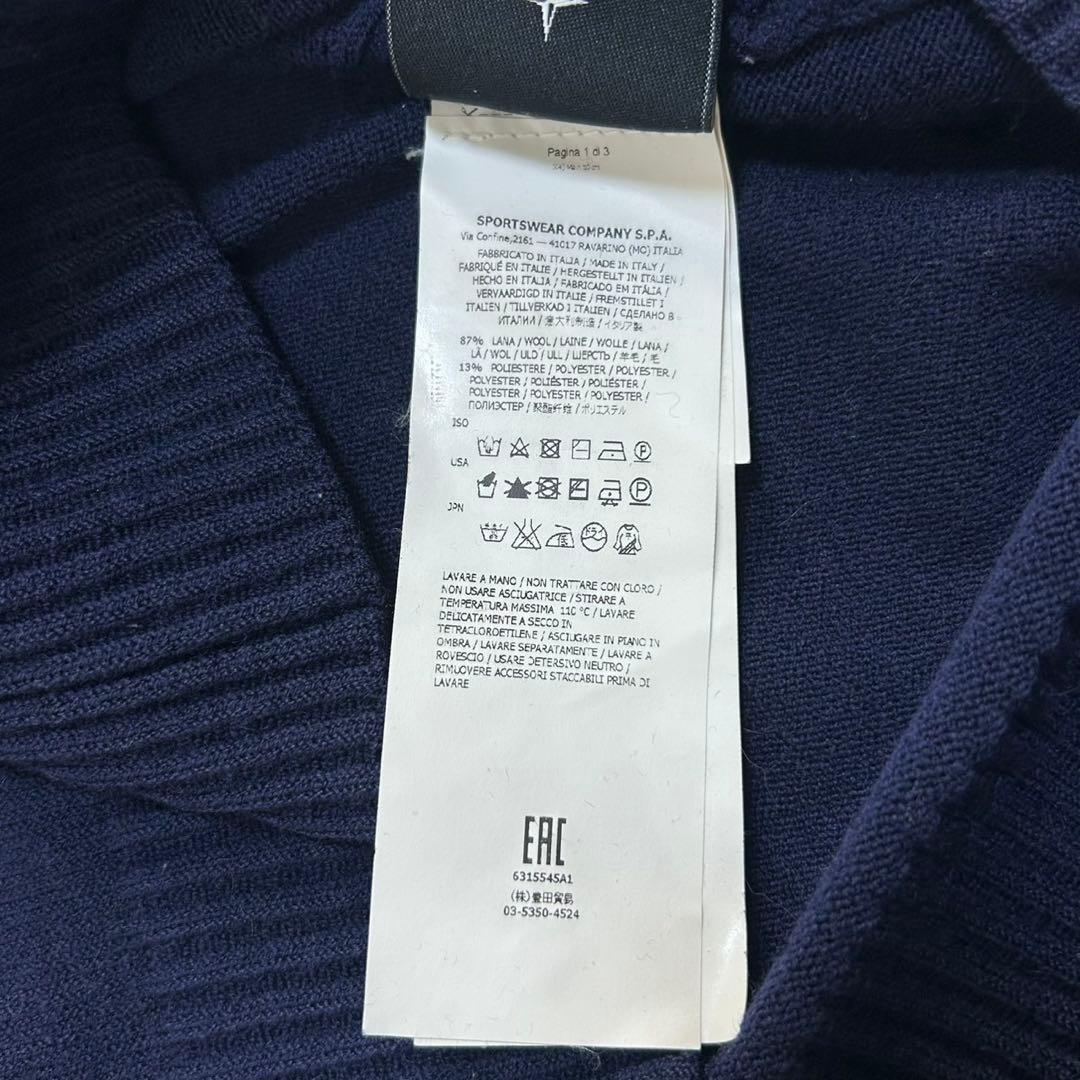 Pagina 1 di 3
SPORTSWEAR COMPANY S.P.A.
Via Confine,2161 — 41017 RAVARINO (MO) ITALIA
FABBRICATO IN ITALIA / MADE IN ITALY /
FABRIQUÉ EN ITALIE / HERGESTELLT IN ITALIEN /
HECHO EN ITALIA / FABRICADO EM ITÁLIA /
VERVAARDIGD IN ITALIË / FREMSTILLET I
ITALIEN / TILLVERKAD I ITALIEN / СДЕЛАНО В
ИТАЛИИ / 意大利制造 / イタリア製
87% LANA / WOOL / LAINE / WOLLE / LANA /
LÃ / WOL / ULD / ULL / ШЕРСТЬ / 羊毛 / 毛
13% POLIESTERE / POLYESTER / POLYESTER /
POLYESTER / POLIÉSTER / POLIÉSTER /
POLYESTER / POLYESTER / POLYESTER /
ПОЛИЭСТЕР / 聚酯纤维 / ポリエステル
ISO
P
USA
P
JPN
低 ドライ
LAVARE A MANO / NON TRATTARE CON CLORO /
NON USARE ASCIUGATRICE / STIRARE A
TEMPERATURA MASSIMA 110 °C / LAVARE
DELICATAMENTE A SECCO IN
TETRACLOROETILENE / ASCIUGARE IN PIANO IN
OMBRA / LAVARE SEPARATAMENTE / LAVARE A
ROVESCIO / USARE DETERSIVO NEUTRO /
RIMUOVERE ACCESSORI STACCABILI PRIMA DI
LAVARE
EAC
6315545A1
(株)豊田貿易
03-5350-4524